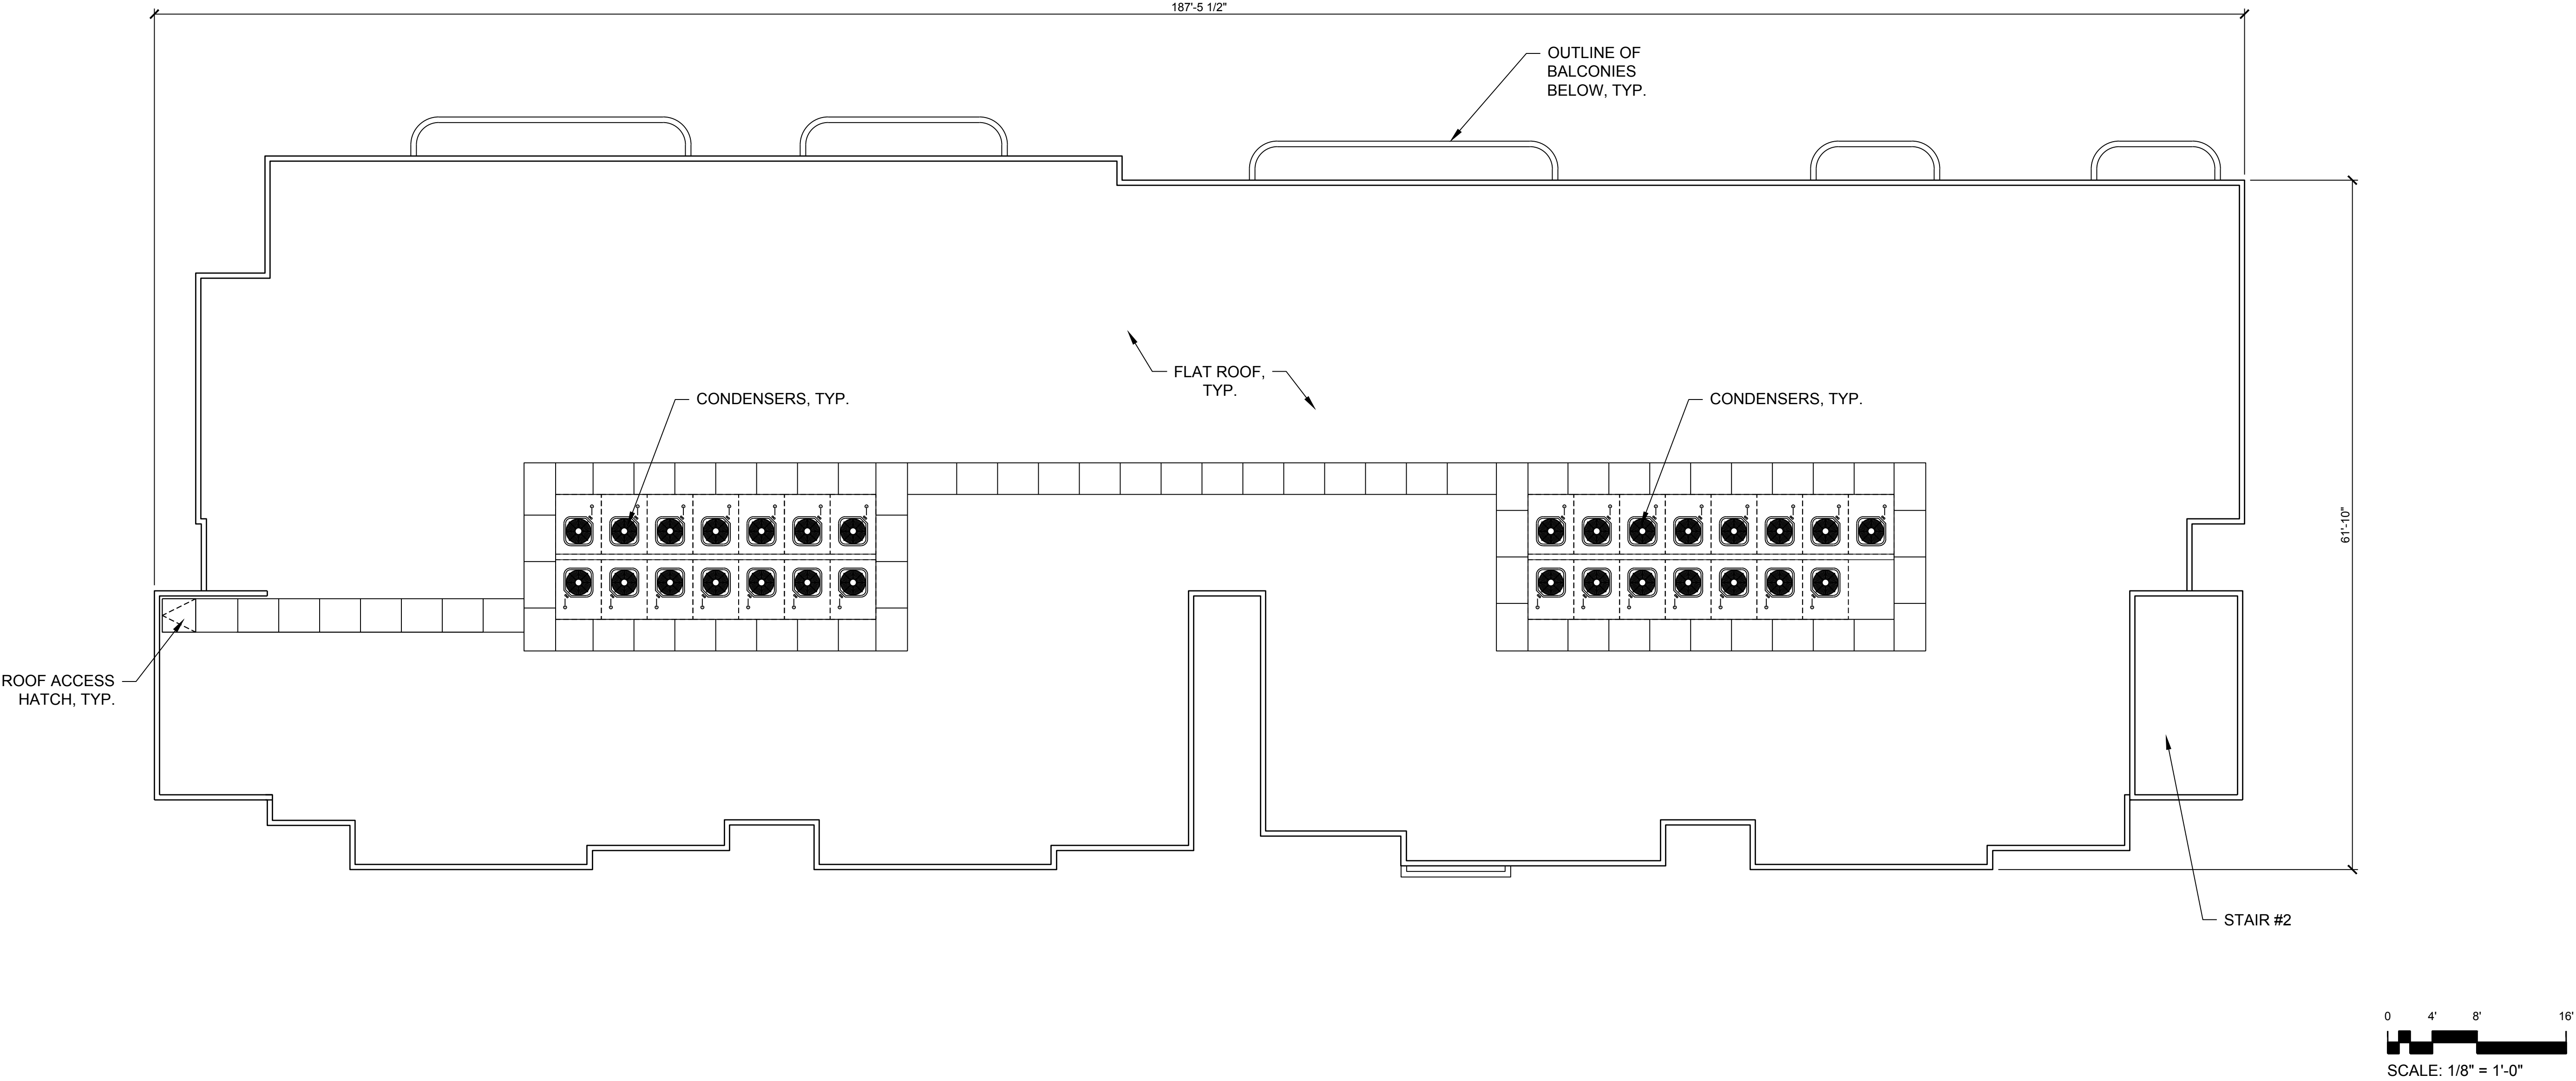 187'-5 1/2"
OUTLINE OF
BALCONIES
BELOW, TYP.
FLAT ROOF,
TYP.
CONDENSERS, TYP.
CONDENSERS, TYP.
61'-10"
ROOF ACCESS
HATCH, TYP.
STAIR #2
0 4' 8' 16'
SCALE: 1/8" = 1'-0"